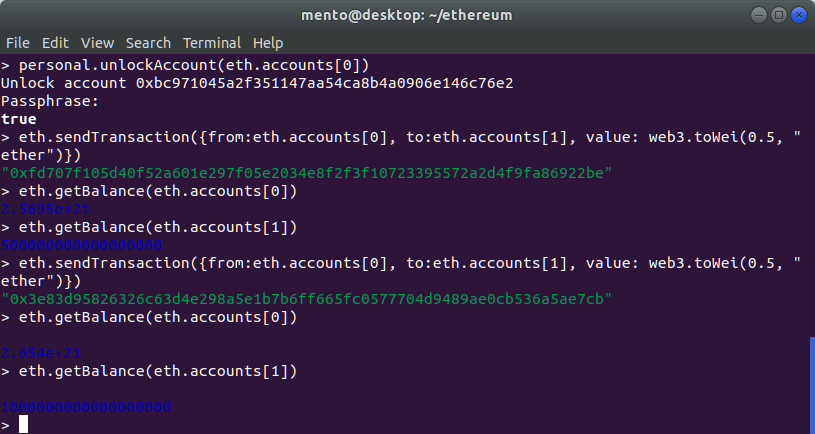 mento@desktop: ~/ethereum
File Edit View Search Terminal Help
> personal.unlockAccount(eth.accounts[0])
Unlock account 0xbc971045a2f351147aa54ca8b4a0906e146c76e2
Passphrase:
true
> eth.sendTransaction({from:eth.accounts[0], to:eth.accounts[1], value: web3.toWei(0.5, "
ether")})
"0xfd707f105d40f52a601e297f05e2034e8f2f3f10723395572a2d4f9fa86922be"
> eth.getBalance(eth.accounts[0])
2.5695e+21
> eth.getBalance(eth.accounts[1])
500000000000000000
> eth.sendTransaction({from:eth.accounts[0], to:eth.accounts[1], value: web3.toWei(0.5, "
ether")})
"0x3e83d95826326c63d4e298a5e1b7b6ff665fc0577704d9489ae0cb536a5ae7cb"
> eth.getBalance(eth.accounts[0])
2.654e+21
> eth.getBalance(eth.accounts[1])
1000000000000000000
>